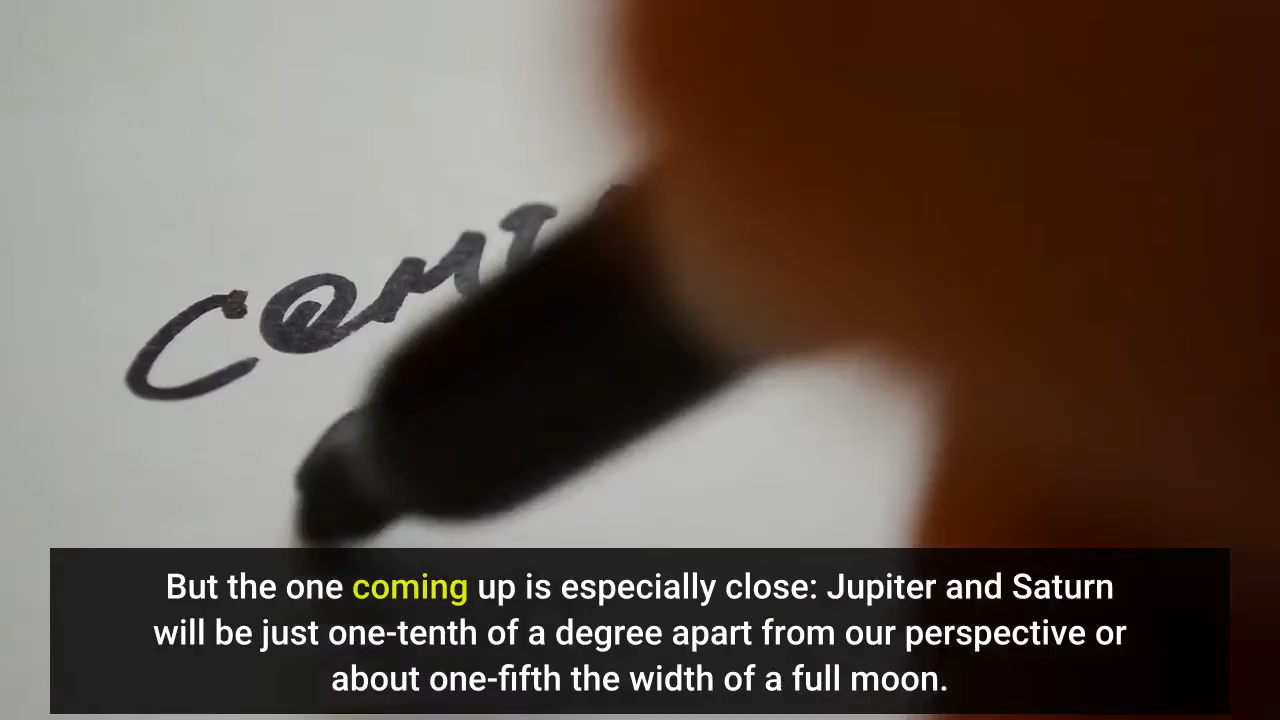 COMI
But the one coming up is especially close: Jupiter and Saturn
will be just one-tenth of a degree apart from our perspective or
about one-fifth the width of a full moon.